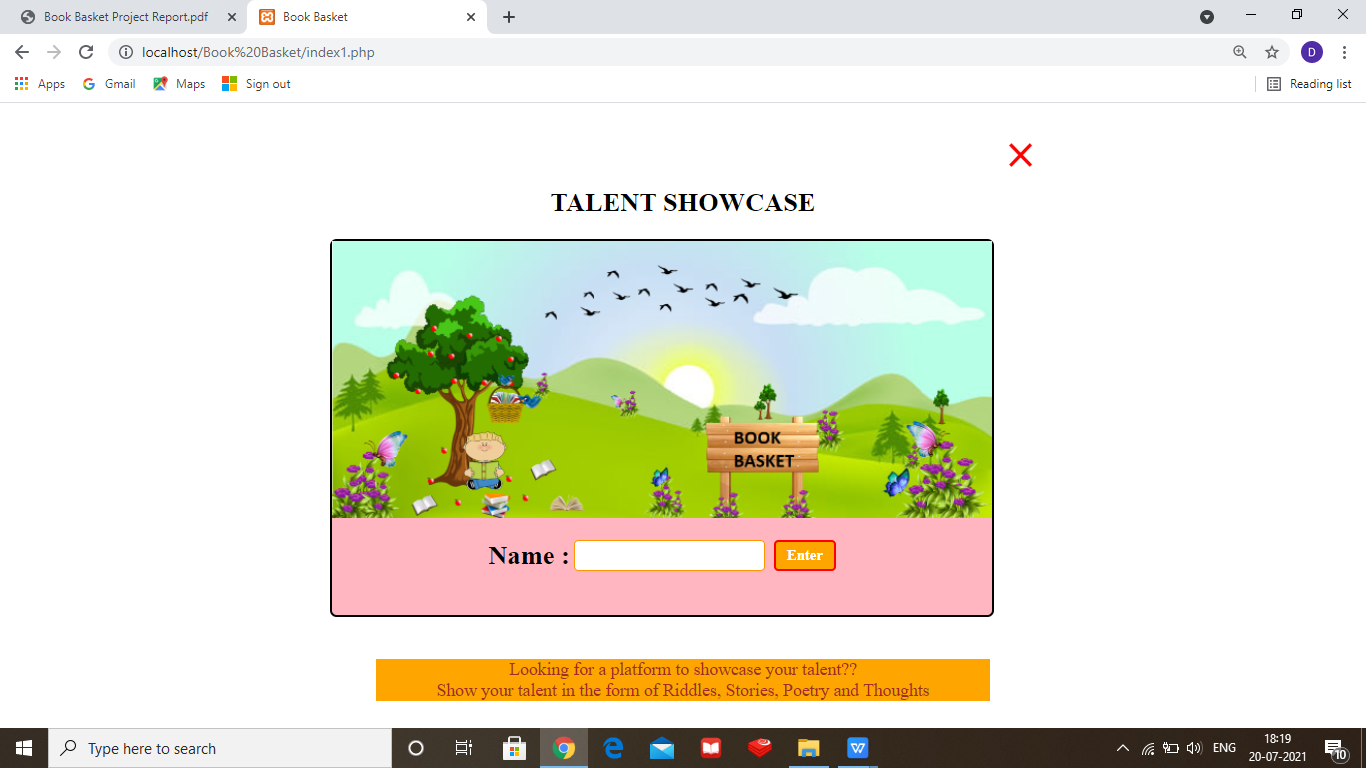 Book Basket Project Report.pdf
Book Basket
localhost/Book%20Basket/index1.php
D
Apps
Gmail
Maps
Sign out
Reading list
TALENT SHOWCASE
BOOK
BASKET
Name :
Enter
Looking for a platform to showcase your talent??
Show your talent in the form of Riddles, Stories, Poetry and Thoughts
Type here to search
W
ENG
18:19
20-07-2021
10